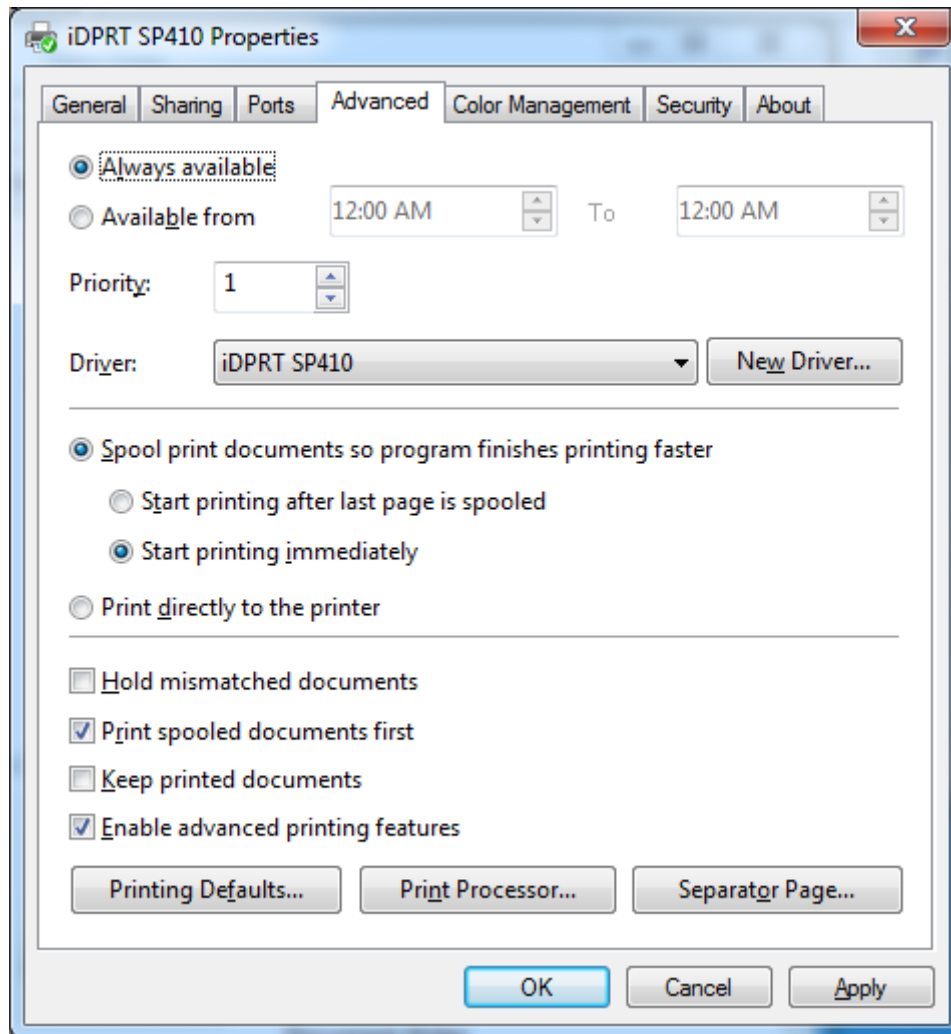 iDPRT SP410 Properties
General Sharing Ports Advanced Color Management Security About
Always available
Available from 12:00 AM To 12:00 AM
Priority: 1
Driver: iDPRT SP410 New Driver...
Spool print documents so program finishes printing faster
Start printing after last page is spooled
Start printing immediately
Print directly to the printer
Hold mismatched documents
Print spooled documents first
Keep printed documents
Enable advanced printing features
Printing Defaults... Print Processor... Separator Page...
OK Cancel Apply